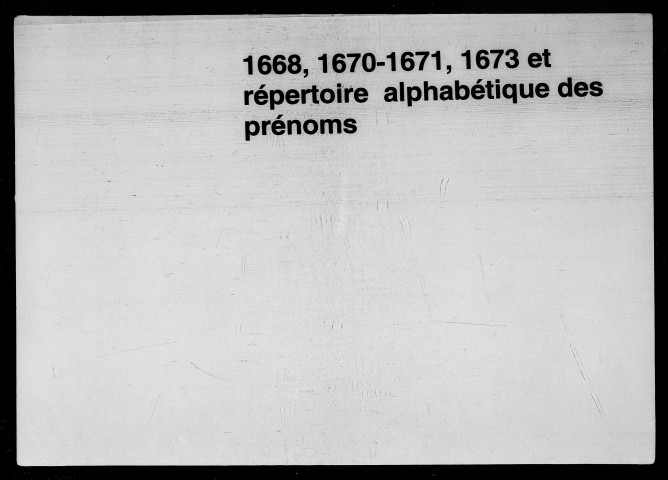 1668, 1670-1671, 1673 et
répertoire alphabétique des
prénoms